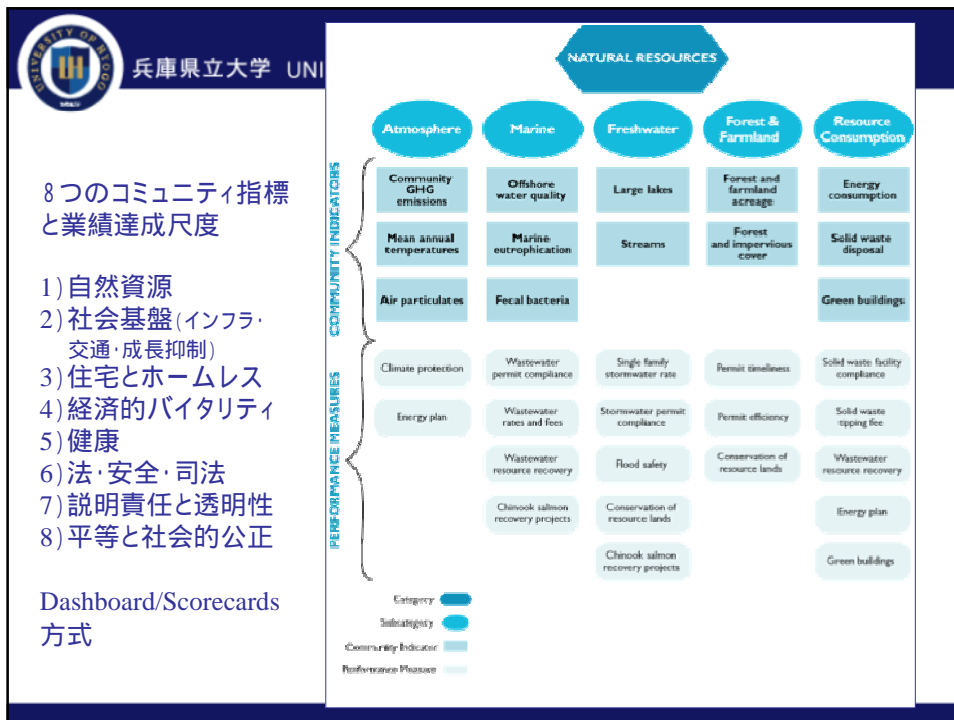 UNIVERSITY OF HYOGO
UH
兵庫県立大学 UNI
8つのコミュニティ指標
と業績達成尺度
1)自然資源
2)社会基盤(インフラ・
交通・成長抑制)
3)住宅とホームレス
4)経済的バイタリティ
5)健康
6)法・安全・司法
7)説明責任と透明性
8)平等と社会的公正
Dashboard/Scorecards
方式
NATURAL RESOURCES
Atmosphere
Marine
Freshwater
Forest &
Farmland
Resource
Consumption
COMMUNITY INDICATORS
Community
GHG
emissions
Offshore
water quality
Large lakes
Forest and
farmland
acreage
Energy
consumption
Mean annual
temperatures
Marine
eutrophication
Streams
Forest
and impervious
cover
Solid waste
disposal
Air particulates
Fecal bacteria
Green buildings
PERFORMANCE MEASURES
Climate protection
Wastewater
permit compliance
Single family
stormwater rate
Permit timeliness
Solid waste facility
compliance
Energy plan
Wastewater
rates and fees
Stormwater permit
compliance
Permit efficiency
Solid waste
tipping fee
Wastewater
resource recovery
Flood safety
Conservation of
resource lands
Wastewater
resource recovery
Chinook salmon
recovery projects
Conservation of
resource lands
Energy plan
Chinook salmon
recovery projects
Green buildings
Category
Subcategory
Community Indicator
Performance Measure